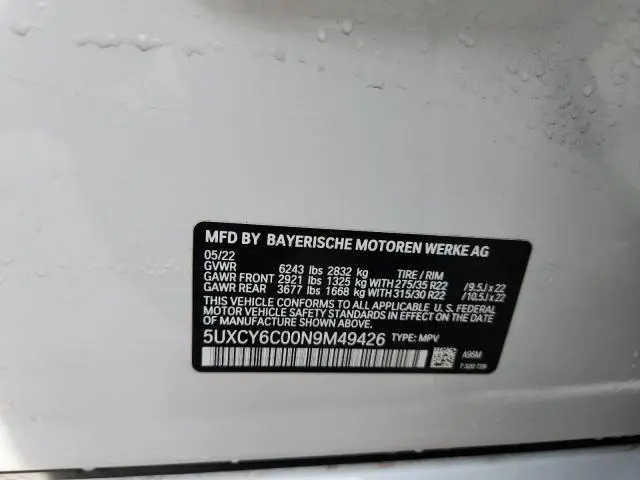 MFD BY BAYERISCHE MOTOREN WERKE AG
05/22
GVWR 6243 lbs 2832 kg TIRE / RIM
GAWR FRONT 2921 lbs 1325 kg WITH 275/35 R22 /9.5J x 22
GAWR REAR 3677 lbs 1668 kg WITH 315/30 R22 /10.5J x 22
THIS VEHICLE CONFORMS TO ALL APPLICABLE U.S. FEDERAL
MOTOR VEHICLE SAFETY STANDARDS IN EFFECT ON THE DATE
OF MANUFACTURE SHOWN ABOVE.
5UXCY6C00N9M49426 TYPE: MPV
A96M
7 320 729